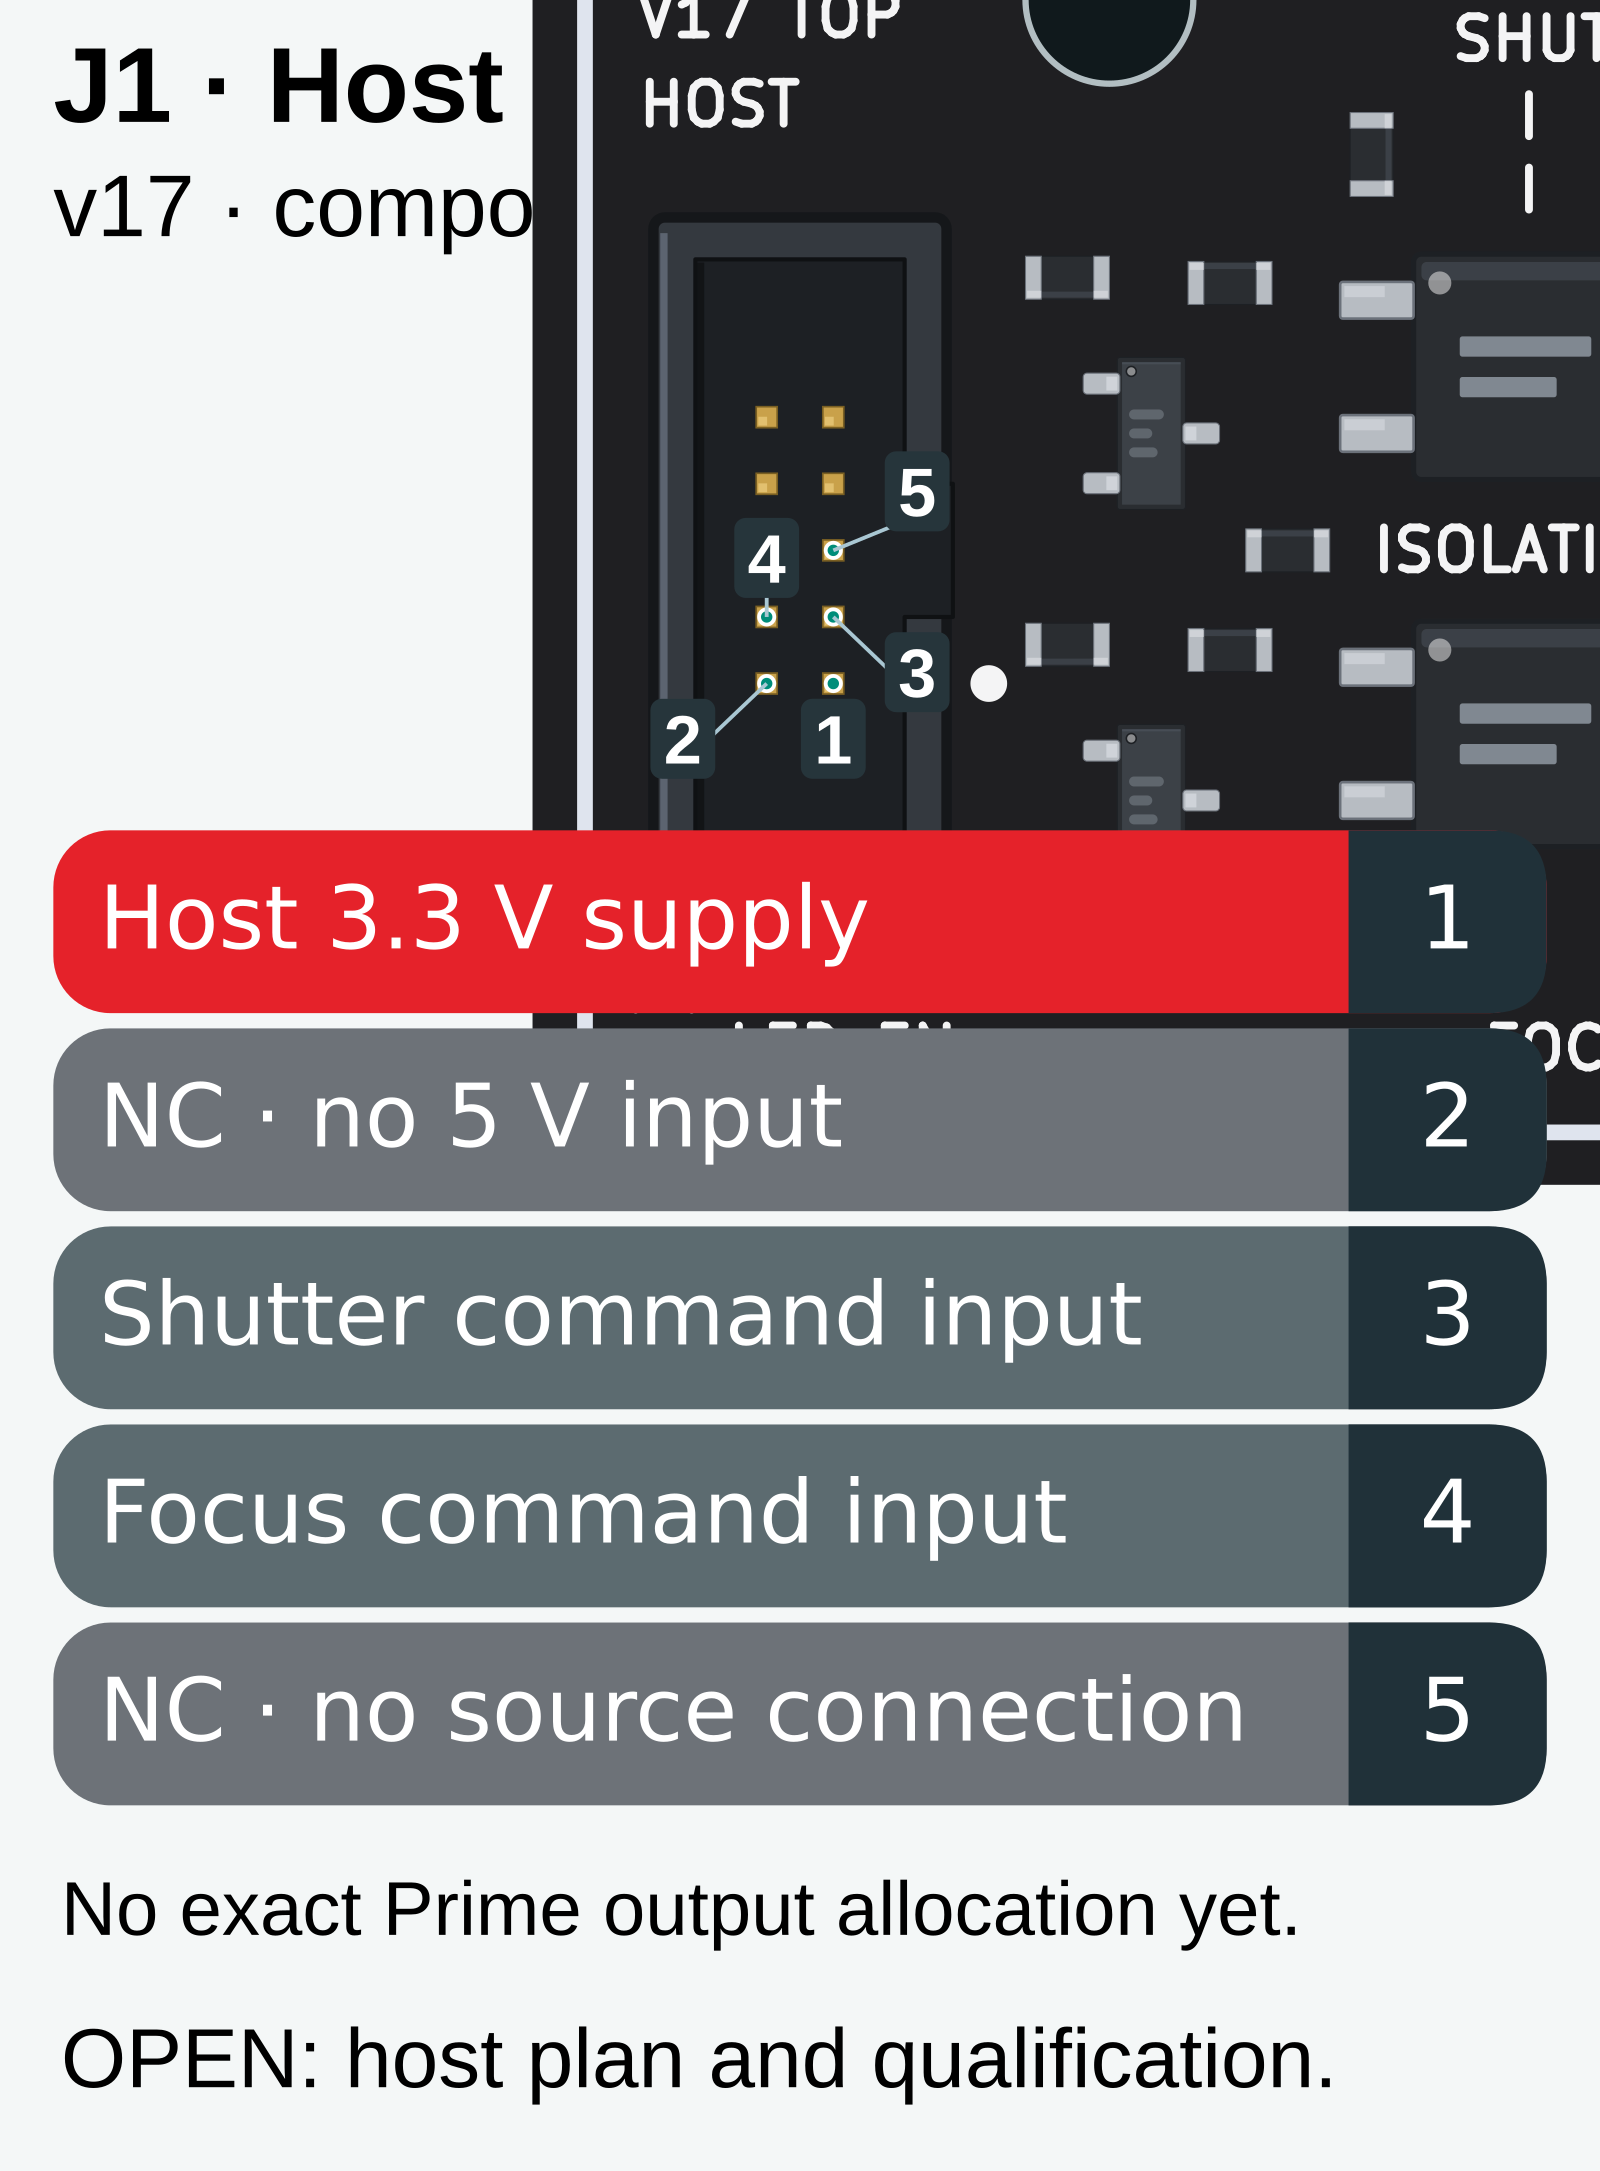 J1 · Host
v17 · compo
V17 TOP
HOST
SHUT
5
4
ISOLATI
3
2
1
Host 3.3 V supply 1
NC · no 5 V input 2
Shutter command input 3
Focus command input 4
NC · no source connection 5
No exact Prime output allocation yet.
OPEN: host plan and qualification.